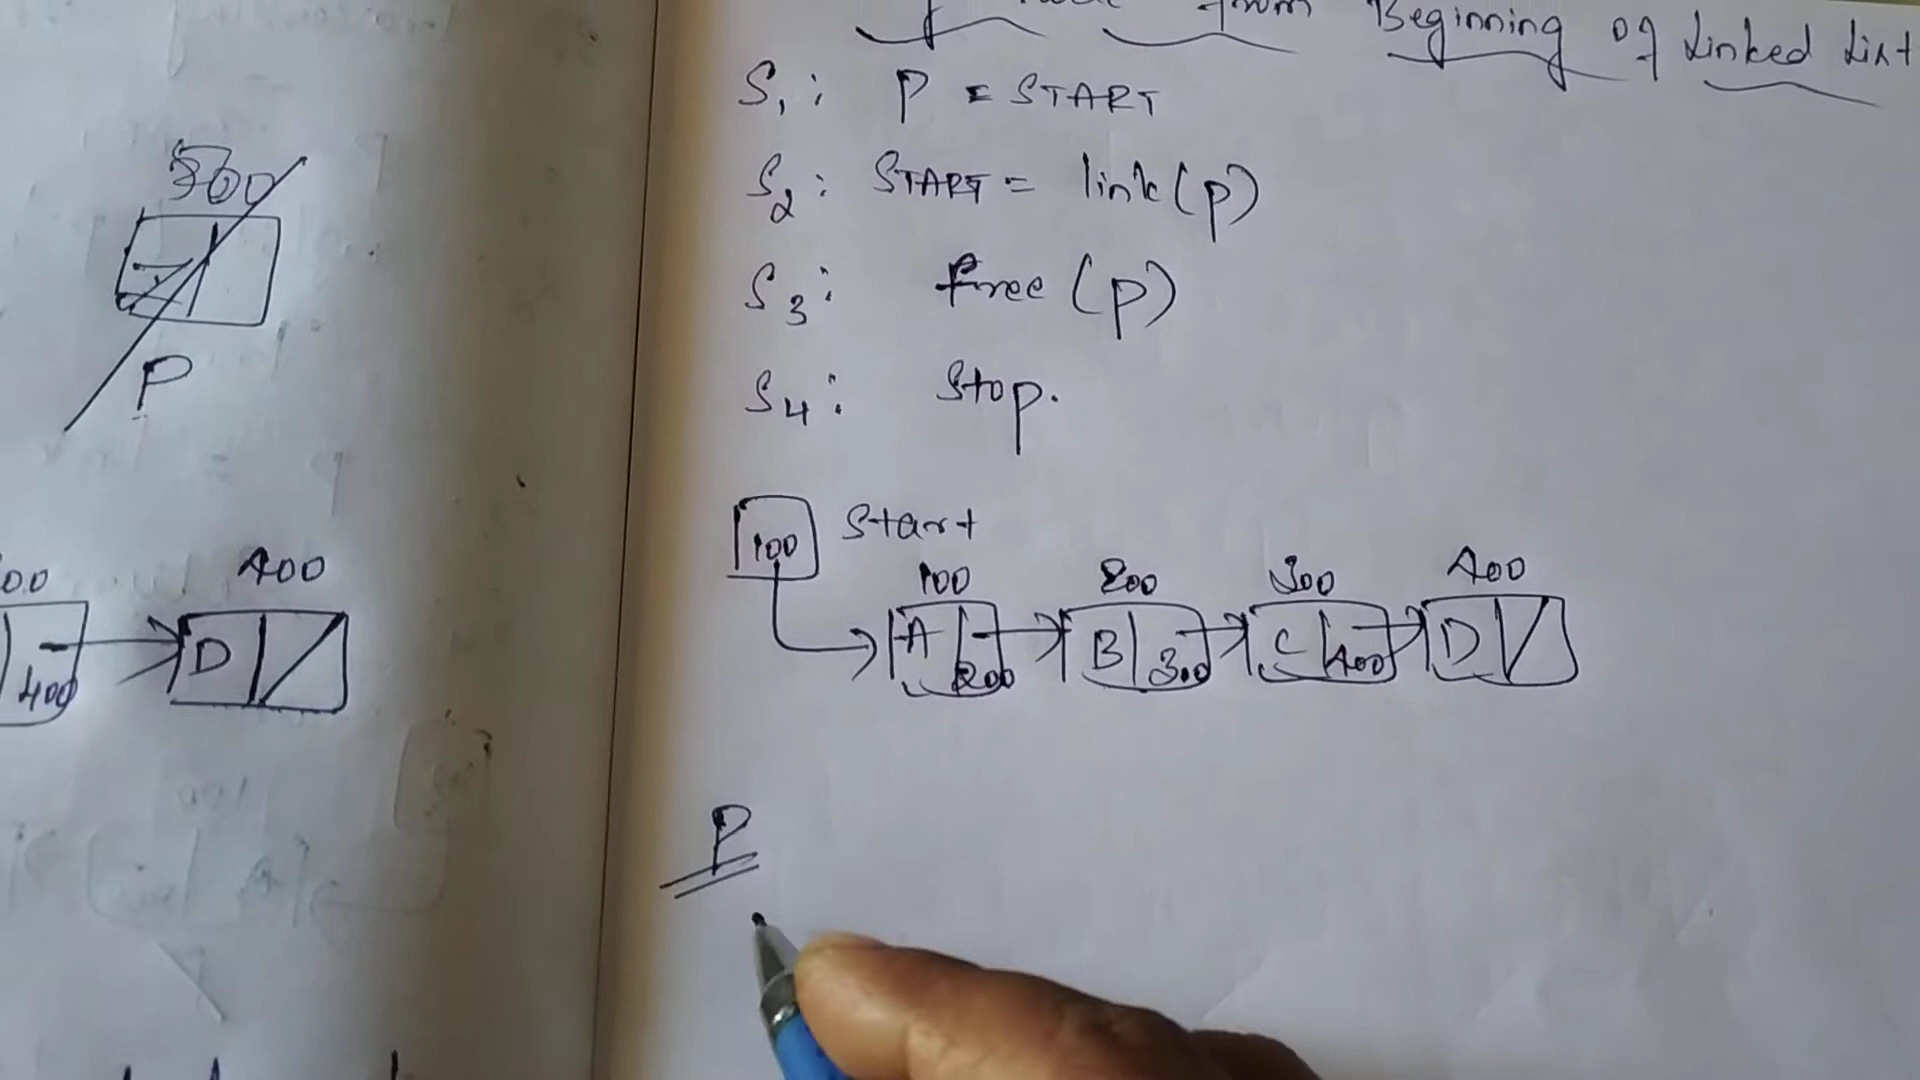 from Beginning of Linked List
S1: P = START
S2: START = link(p)
S3: free(p)
S4: Stop.
P
400
D
400
100 Start
100 200 300 400
A 200 B 300 C 400 D
P